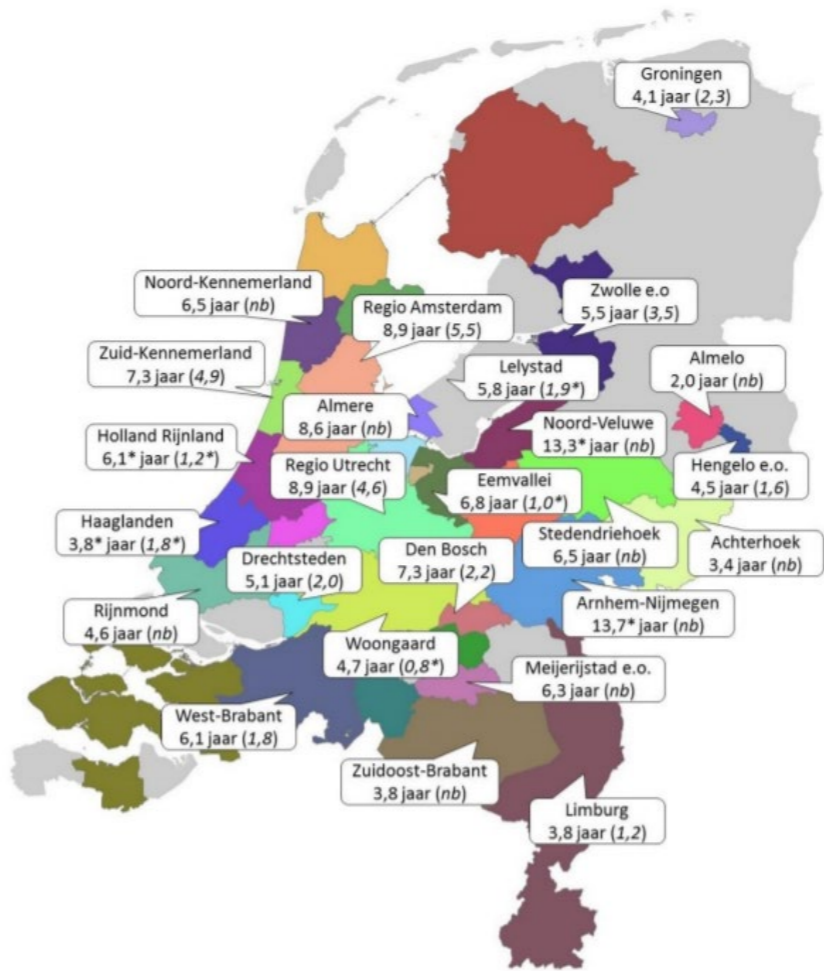 Groningen
4,1 jaar (2,3)
Noord-Kennemerland
6,5 jaar (nb)
Regio Amsterdam
8,9 jaar (5,5)
Zwolle e.o
5,5 jaar (3,5)
Zuid-Kennemerland
7,3 jaar (4,9)
Lelystad
5,8 jaar (1,9*)
Almelo
2,0 jaar (nb)
Almere
8,6 jaar (nb)
Noord-Veluwe
13,3* jaar (nb)
Holland Rijnland
6,1* jaar (1,2*)
Regio Utrecht
8,9 jaar (4,6)
Eemvallei
6,8 jaar (1,0*)
Hengelo e.o.
4,5 jaar (1,6)
Haaglanden
3,8* jaar (1,8*)
Drechtsteden
5,1 jaar (2,0)
Den Bosch
7,3 jaar (2,2)
Stedendriehoek
6,5 jaar (nb)
Achterhoek
3,4 jaar (nb)
Rijnmond
4,6 jaar (nb)
Woongaard
4,7 jaar (0,8*)
Arnhem-Nijmegen
13,7* jaar (nb)
Meijerijstad e.o.
6,3 jaar (nb)
West-Brabant
6,1 jaar (1,8)
Zuidoost-Brabant
3,8 jaar (nb)
Limburg
3,8 jaar (1,2)